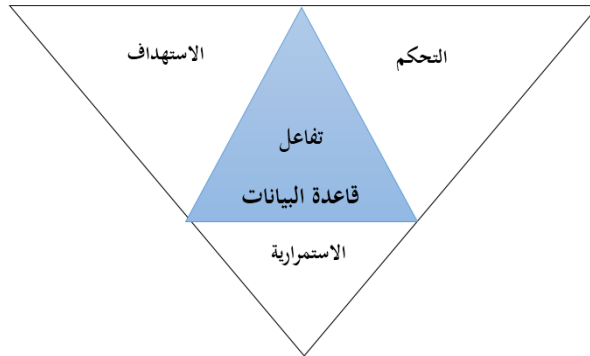 التحكم
الاستهداف
تفاعل
قاعدة البيانات
الاستمرارية